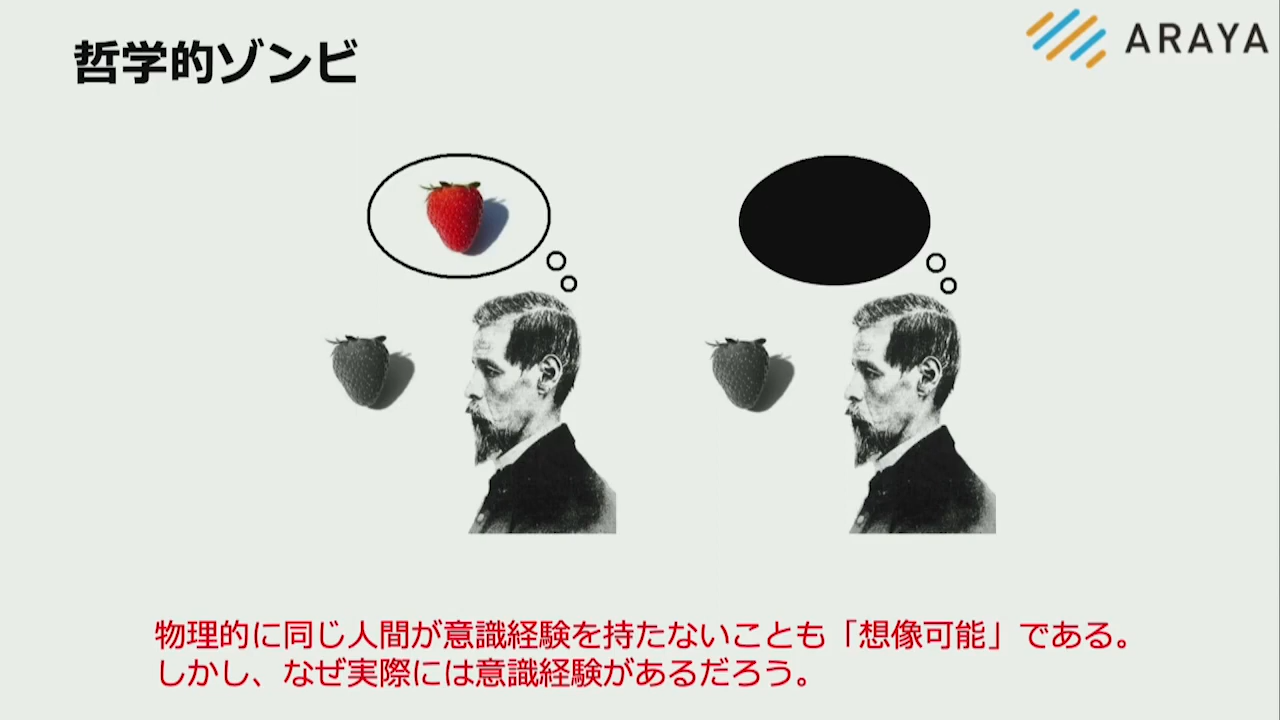 哲学的ゾンビ
ARAYA
物理的に同じ人間が意識経験を持たないことも「想像可能」である。
しかし、なぜ実際には意識経験があるだろう。